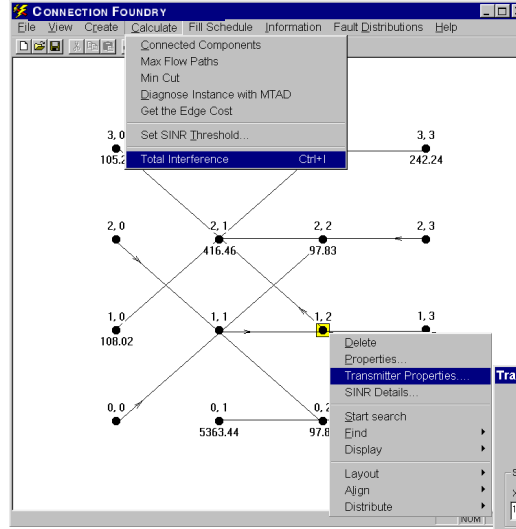 CONNECTION FOUNDRY
File View Create Calculate Fill Schedule Information Fault Distributions Help
Connected Components
Max Flow Paths
Min Cut
Diagnose Instance with MTAD
Get the Edge Cost
Set SINR Threshold...
Total Interference Ctrl+I
3, 0 3, 3
105.2 242.24
2, 0 2, 1 2, 2 2, 3
416.46 97.83
1, 0 1, 1 1, 2 1, 3
108.02
Delete
Properties...
Transmitter Properties....
SINR Details...
Start search
Find
Display
Layout
Align
Distribute
0, 0 0, 1 0, 2
5363.44 97.8
Tra
S
X
1
NUM